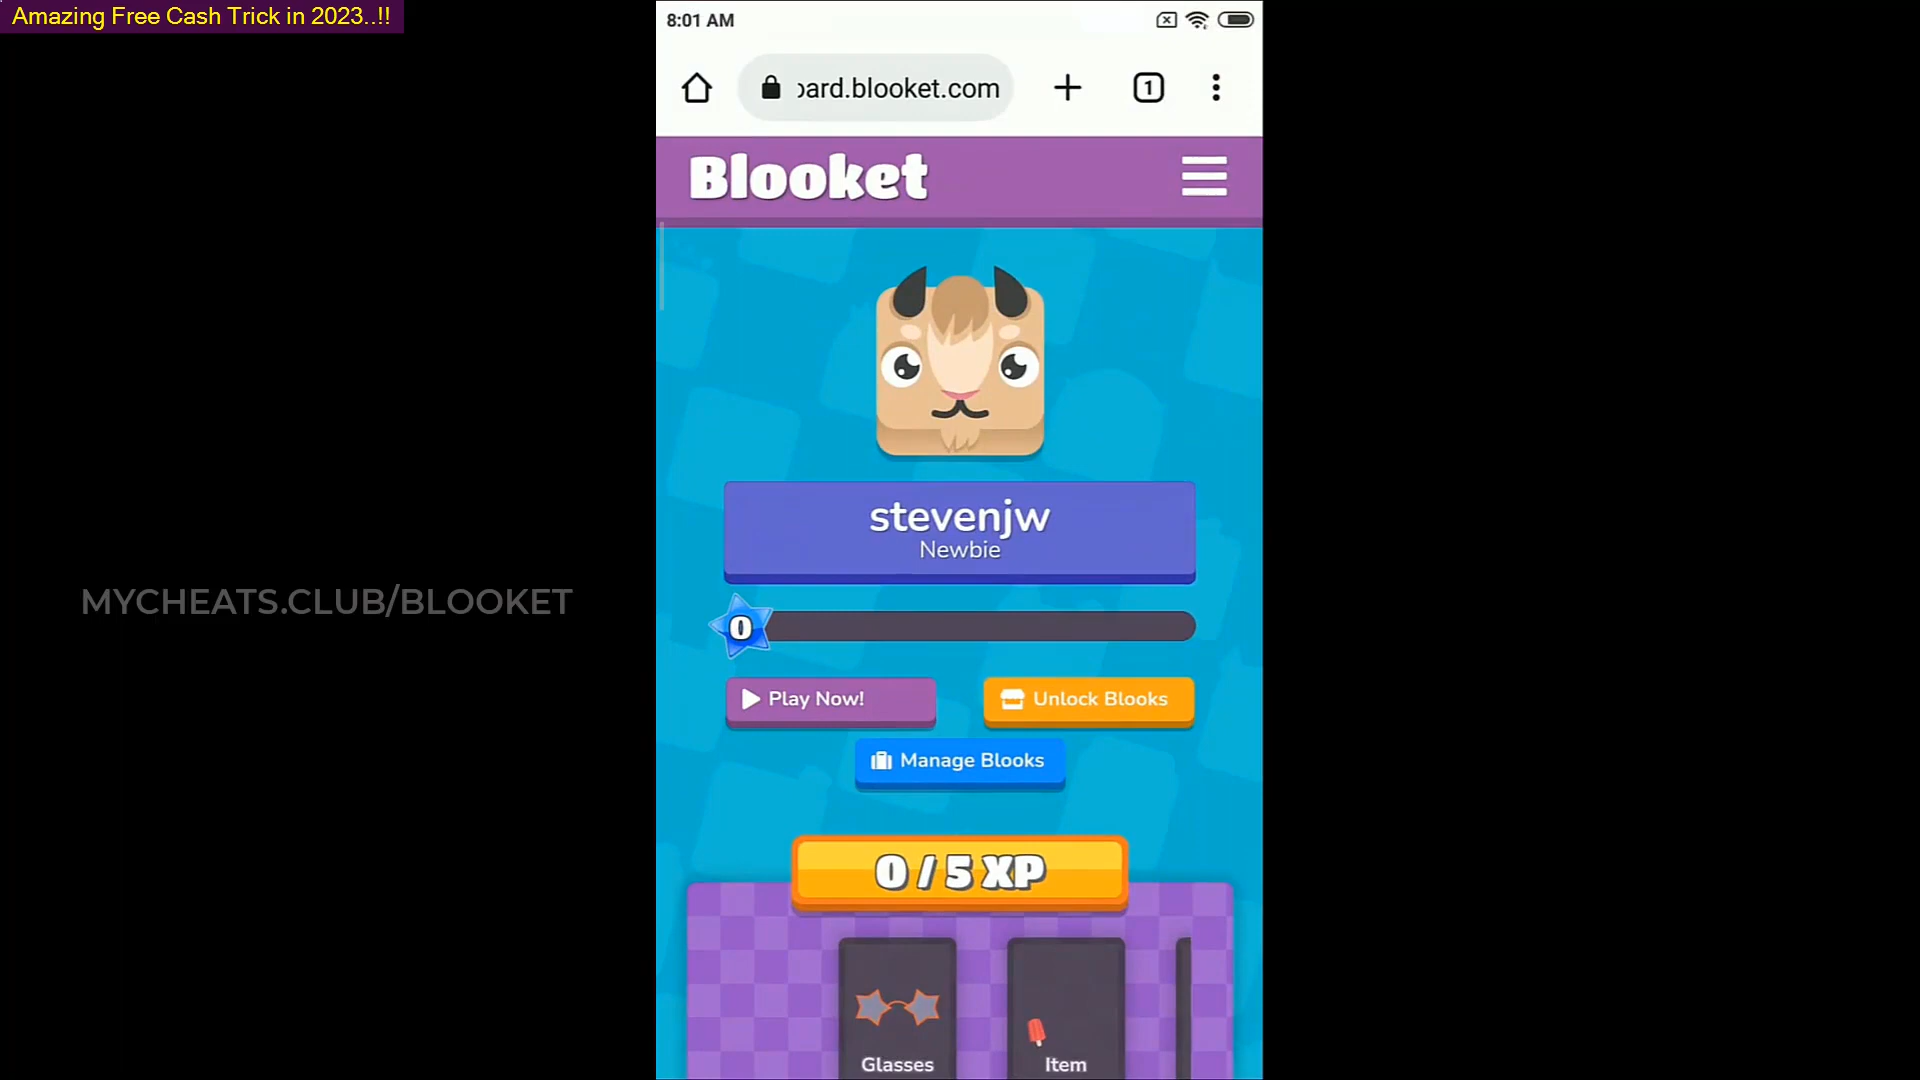 Amazing Free Cash Trick in 2023..!!
8:01 AM
oard.blooket.com
1
Blooket
stevenjw
Newbie
MYCHEATS.CLUB/BLOOKET
0
Play Now!
Unlock Blooks
Manage Blooks
0 / 5 XP
Glasses
Item